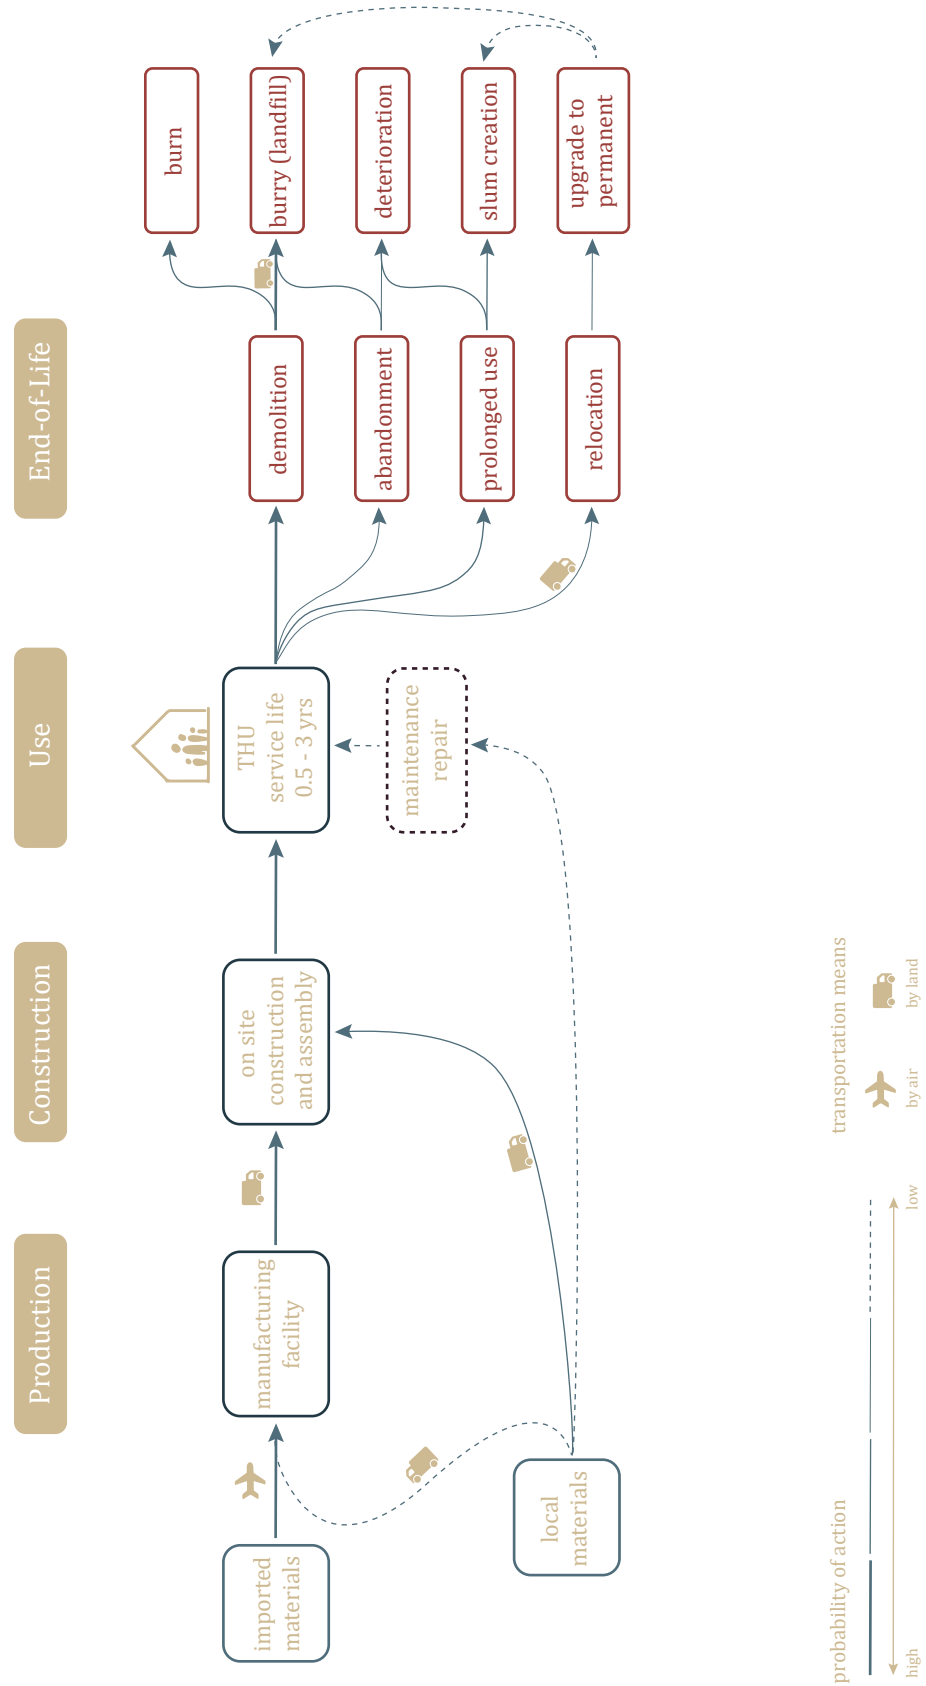 Production
Construction
Use
End-of-Life
imported
materials
local
materials
manufacturing
facility
on site
construction
and assembly
THU
service life
0.5 - 3 yrs
maintenance
repair
demolition
abandonment
prolonged use
relocation
burn
burry (landfill)
deterioration
slum creation
upgrade to
permanent
probability of action
high
low
transportation means
by air
by land